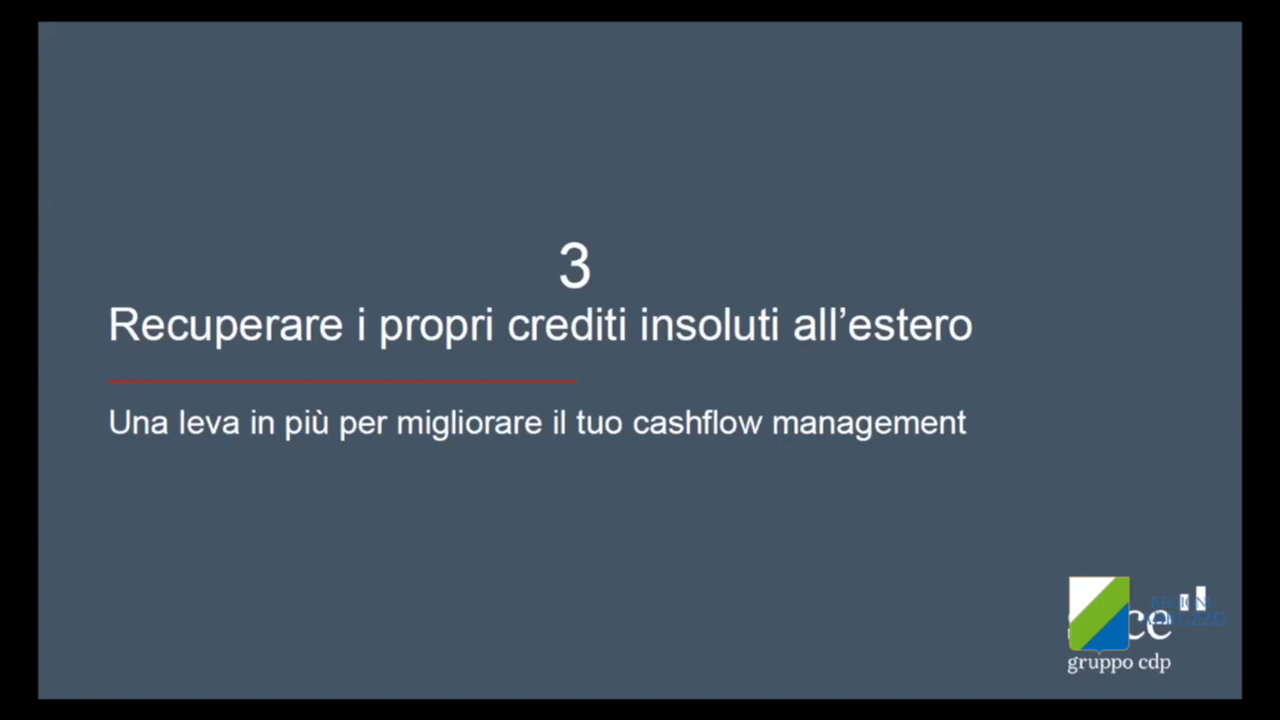 3
Recuperare i propri crediti insoluti all’estero
Una leva in più per migliorare il tuo cashflow management
gruppo cdp